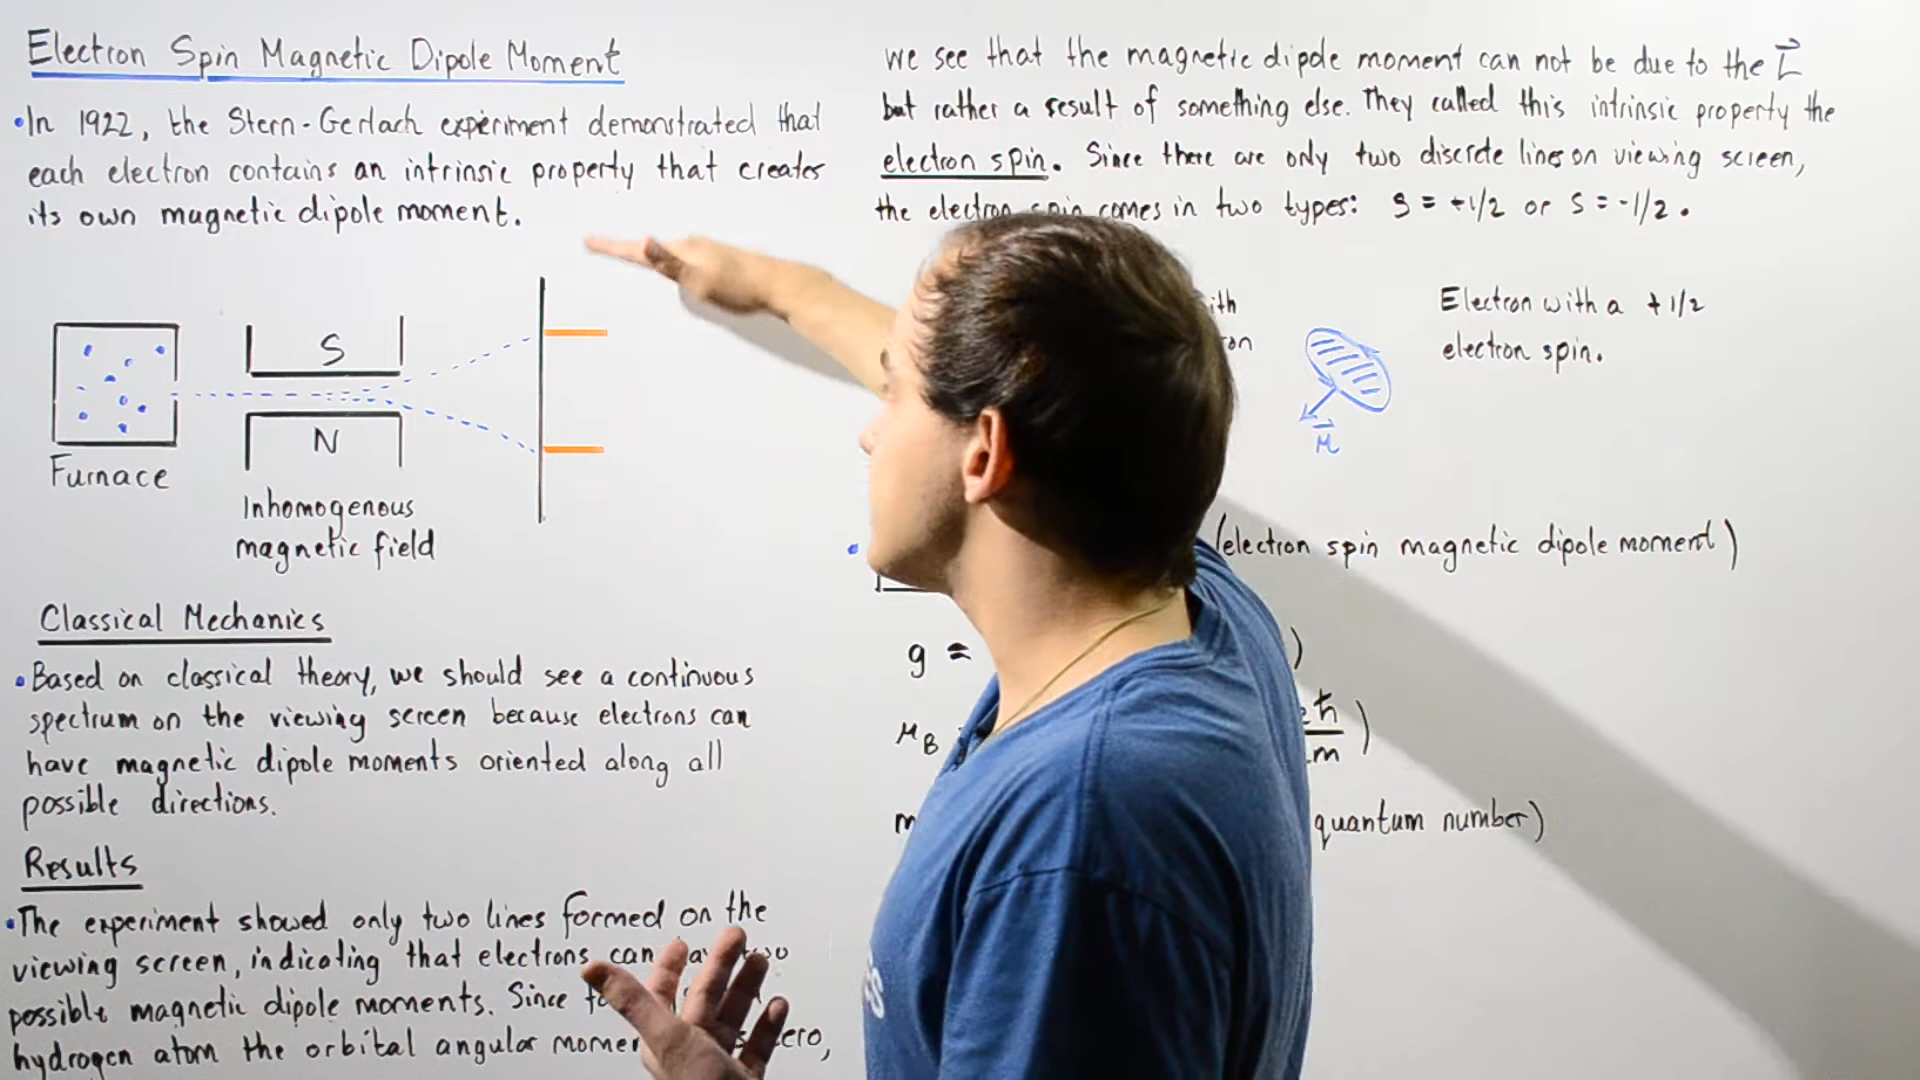 Electron Spin Magnetic Dipole Moment
•In 1922, the Stern-Gerlach experiment demonstrated that
each electron contains an intrinsic property that creates
its own magnetic dipole moment.
S
N
Furnace
Inhomogenous
magnetic field
Classical Mechanics
•Based on classical theory, we should see a continuous
spectrum on the viewing screen because electrons can
have magnetic dipole moments oriented along all
possible directions.
Results
•The experiment showed only two lines formed on the
viewing screen, indicating that electrons can
possible magnetic dipole moments. Since
hydrogen atom the orbital angular
we see that the magnetic dipole moment can not be due to the L⃗
but rather a result of something else. They called this intrinsic property the
electron spin. Since there are only two discrete lines on viewing screen,
the electron spin comes in two types: s = +1/2 or s = -1/2.
μ⃗
Electron with a +1/2
electron spin.
(electron spin magnetic dipole moment)
g =
μB
ħ
m
quantum number)